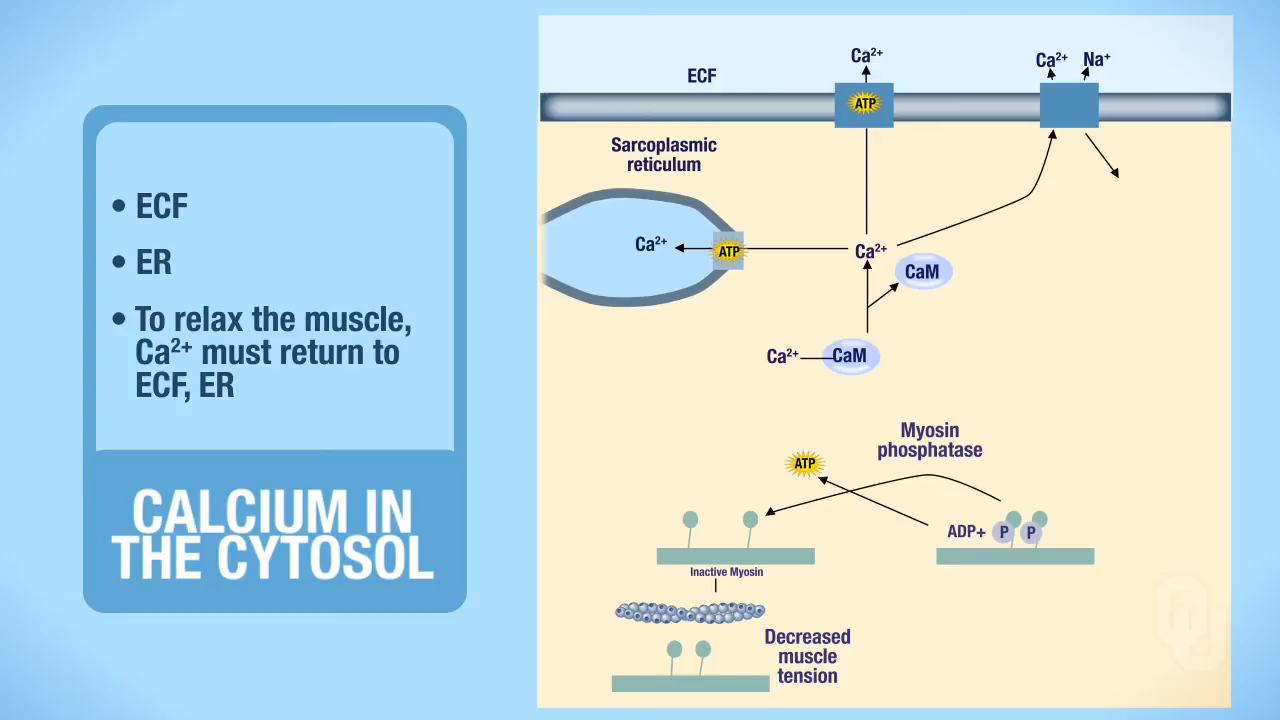 • ECF
• ER
• To relax the muscle,
Ca²⁺ must return to
ECF, ER
CALCIUM IN
THE CYTOSOL
Ca²⁺
Ca²⁺ Na⁺
ECF
ATP
Sarcoplasmic
reticulum
Ca²⁺
ATP
Ca²⁺
CaM
Ca²⁺
CaM
Myosin
phosphatase
ATP
ADP+ P P
Inactive Myosin
Decreased
muscle
tension